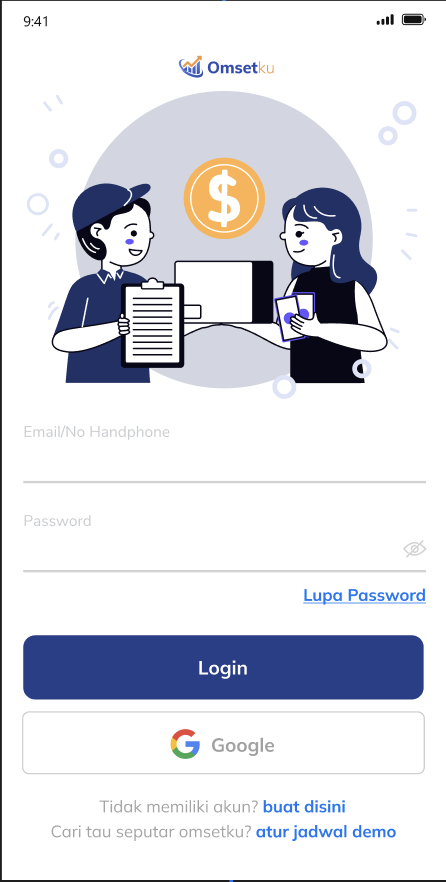 9:41
Omsetku
$
Email/No Handphone
Password
Lupa Password
Login
Google
Tidak memiliki akun? buat disini
Cari tau seputar omsetku? atur jadwal demo